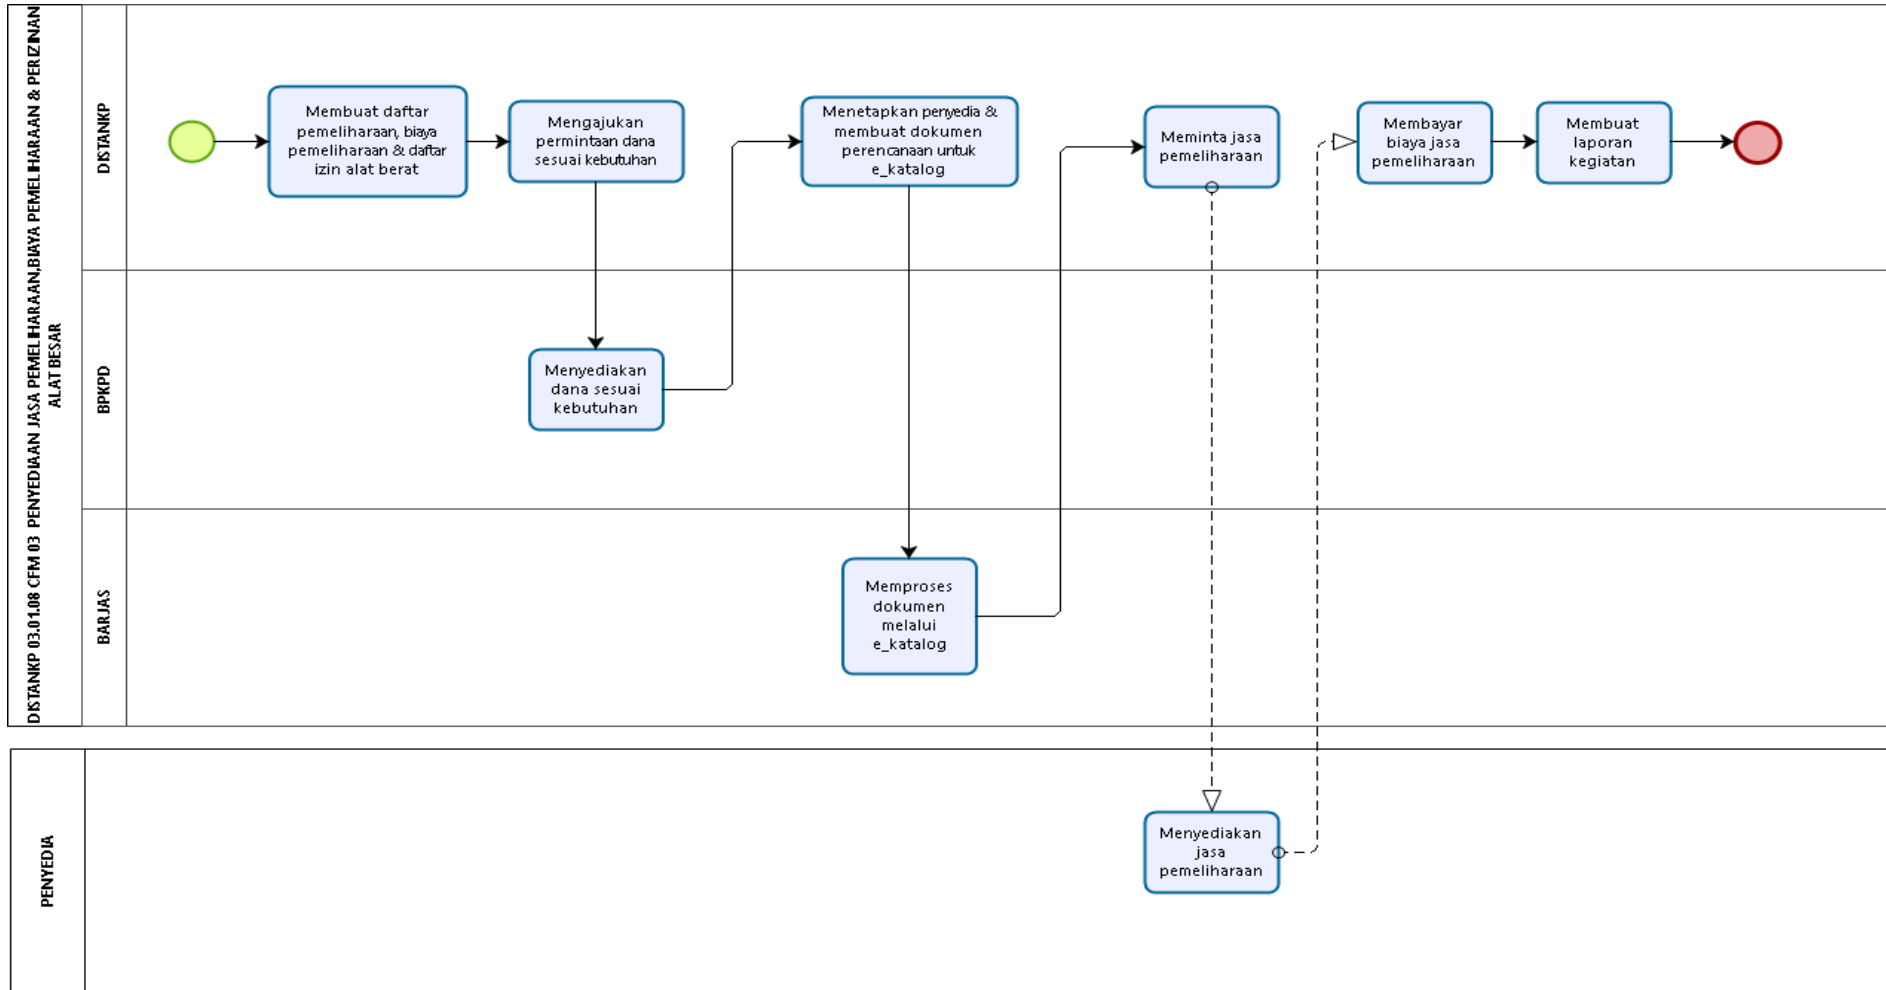 DISTANKP 03.01.08 CFM 03  PENYEDIAAN JASA PEMELIHARAAN,BIAYA PEMELIHARAAN & PERIZINAN
ALAT BESAR
DISTANKP
Membuat daftar
pemeliharaan, biaya
pemeliharaan & daftar
izin alat berat
Mengajukan
permintaan dana
sesuai kebutuhan
Menetapkan penyedia &
membuat dokumen
perencanaan untuk
e_katalog
Meminta jasa
pemeliharaan
Membayar
biaya jasa
pemeliharaan
Membuat
laporan
kegiatan
BPKPD
Menyediakan
dana sesuai
kebutuhan
BARJAS
Memproses
dokumen
melalui
e_katalog
PENYEDIA
Menyediakan
jasa
pemeliharaan